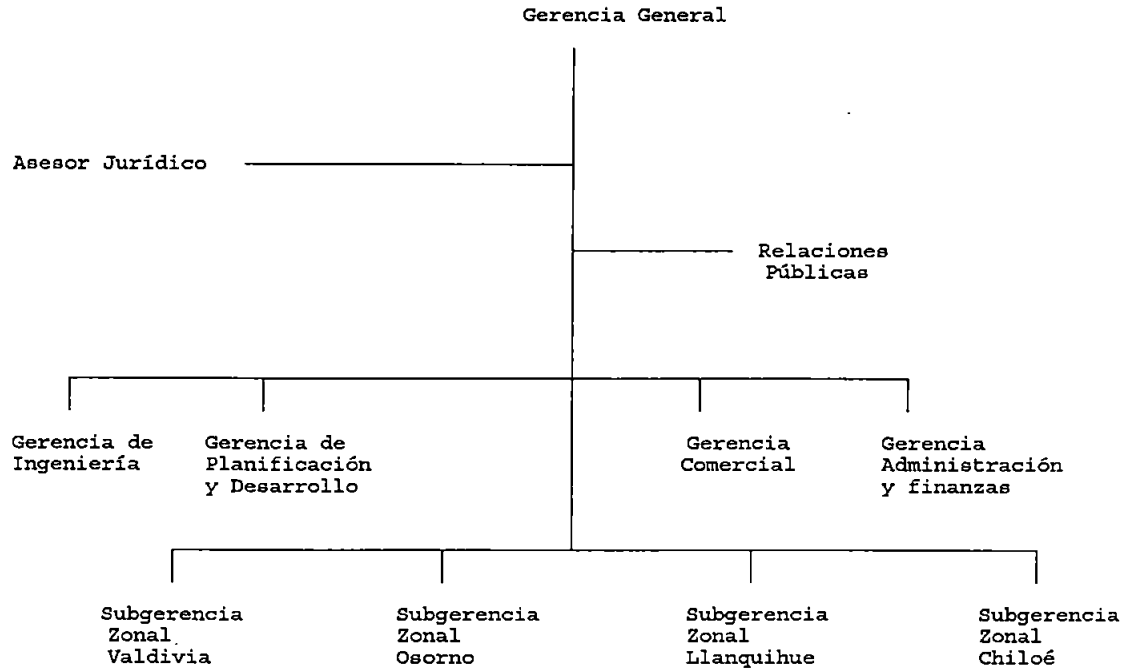 Gerencia General
Asesor Jurídico
Relaciones
Públicas
Gerencia de
Ingeniería
Gerencia de
Planificación
y Desarrollo
Gerencia
Comercial
Gerencia
Administración
y finanzas
Subgerencia
Zonal
Valdivia
Subgerencia
Zonal
Osorno
Subgerencia
Zonal
Llanquihue
Subgerencia
Zonal
Chiloé